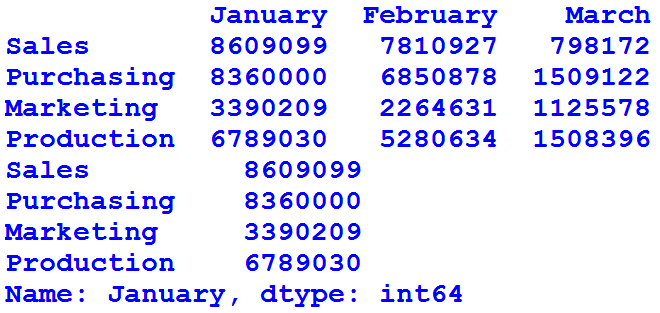 January  February    March
Sales       8609099   7810927   798172
Purchasing  8360000   6850878  1509122
Marketing   3390209   2264631  1125578
Production  6789030   5280634  1508396
Sales         8609099
Purchasing    8360000
Marketing     3390209
Production    6789030
Name: January, dtype: int64